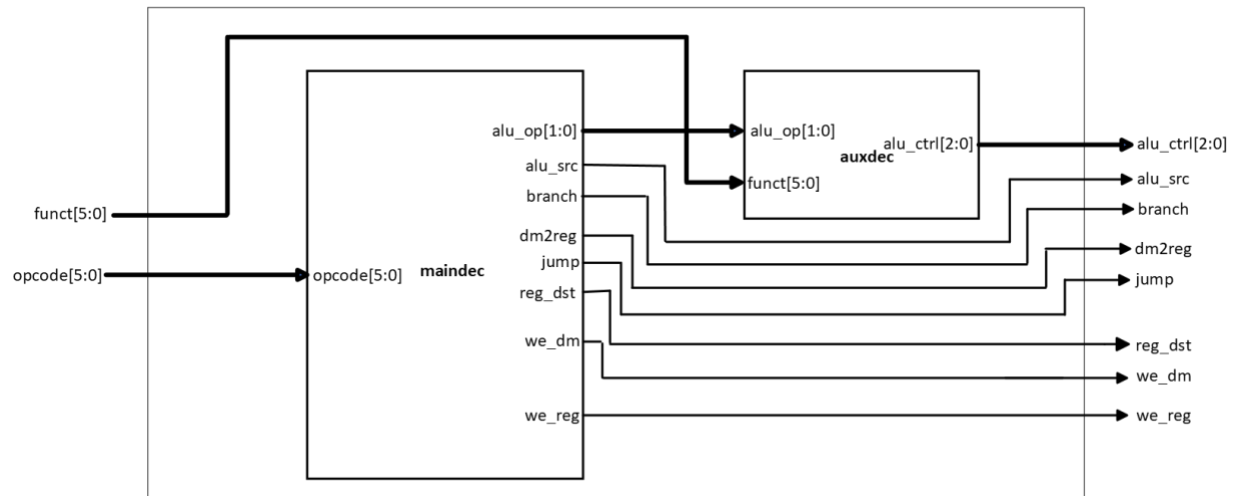 funct[5:0]
opcode[5:0]
opcode[5:0]
maindec
alu_op[1:0]
alu_src
branch
dm2reg
jump
reg_dst
we_dm
we_reg
alu_op[1:0]
funct[5:0]
auxdec
alu_ctrl[2:0]
alu_ctrl[2:0]
alu_src
branch
dm2reg
jump
reg_dst
we_dm
we_reg